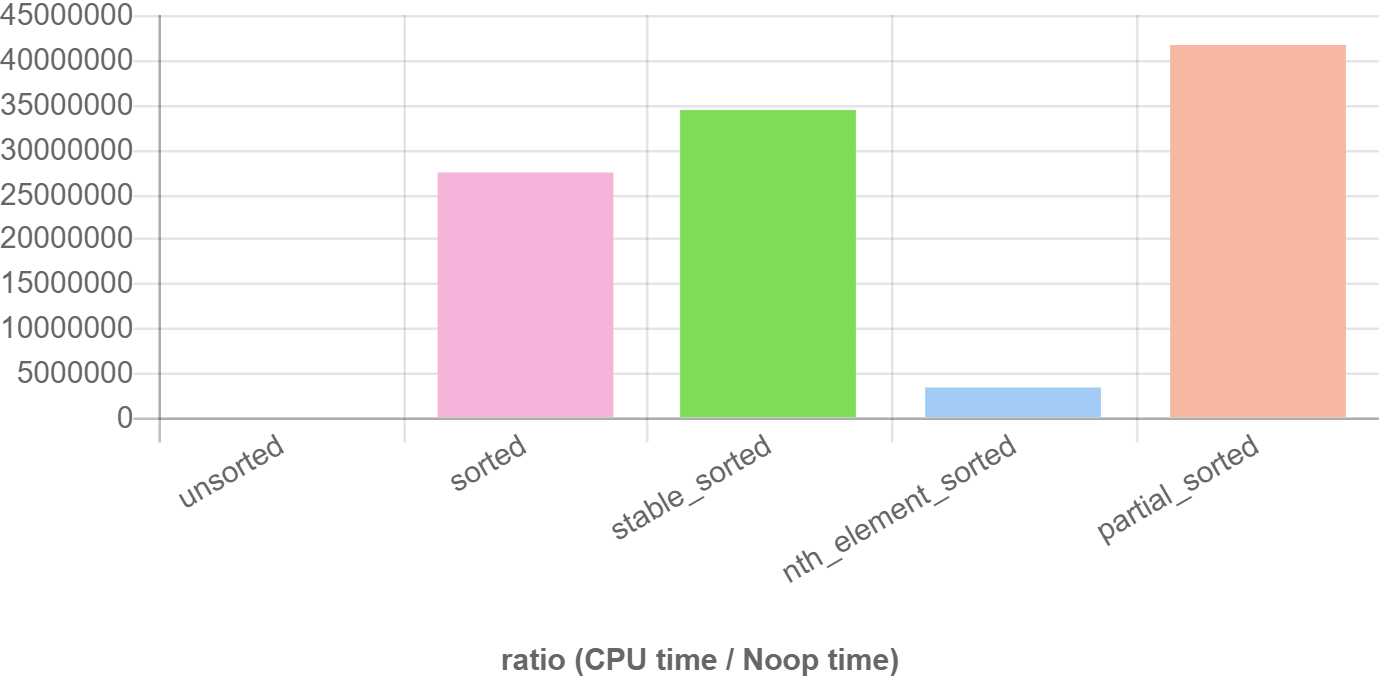 45000000
40000000
35000000
30000000
25000000
20000000
15000000
10000000
5000000
0
unsorted
sorted
stable_sorted
nth_element_sorted
partial_sorted
ratio (CPU time / Noop time)